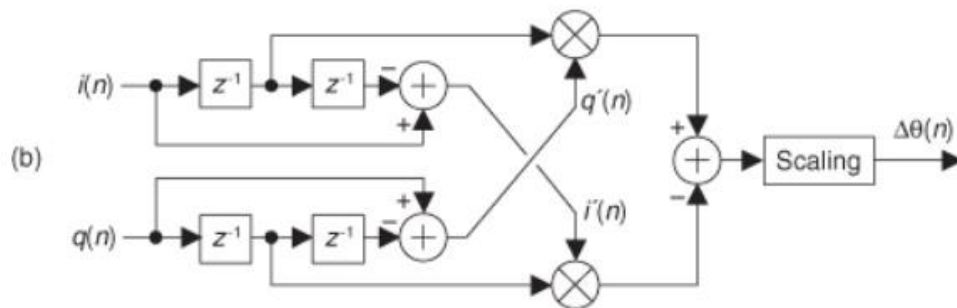 i(n)
z⁻¹
z⁻¹
−
+
+
q′(n)
(b)
+
+
−
Scaling
Δθ(n)
+
−
+
i′(n)
q(n)
z⁻¹
z⁻¹